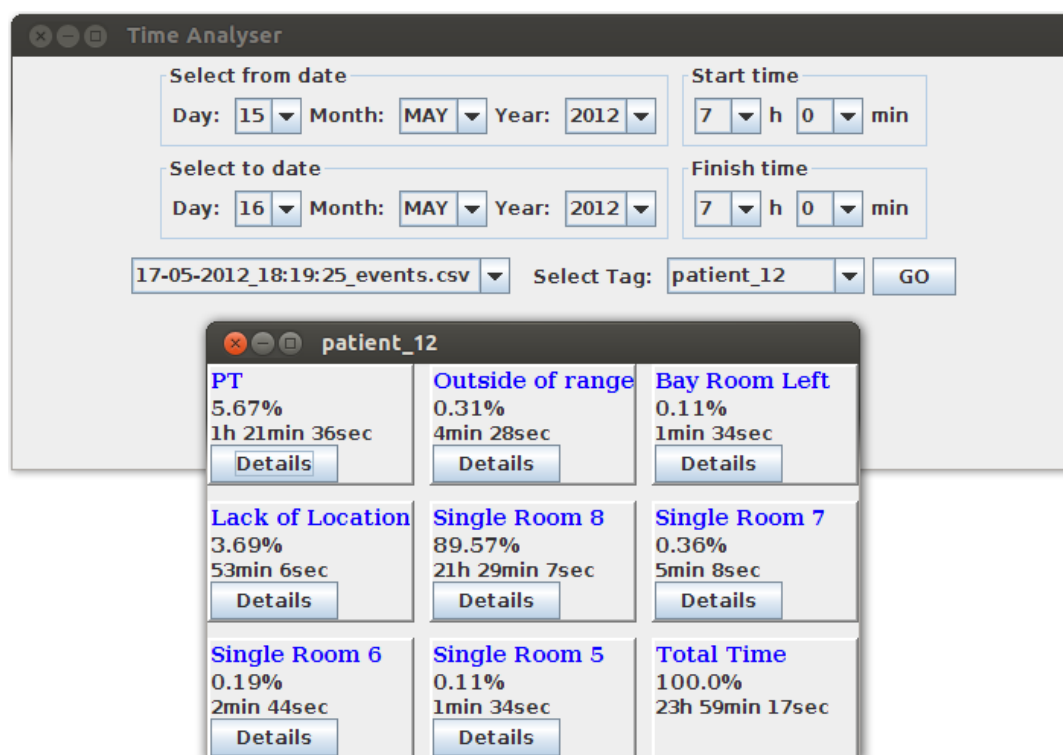 Time Analyser
Select from date
Start time
Day: 15 Month: MAY Year: 2012
7 h 0 min
Select to date
Finish time
Day: 16 Month: MAY Year: 2012
7 h 0 min
17-05-2012_18:19:25_events.csv Select Tag: patient_12 GO
patient_12
PT
5.67%
1h 21min 36sec
Details
Outside of range
0.31%
4min 28sec
Details
Bay Room Left
0.11%
1min 34sec
Details
Lack of Location
3.69%
53min 6sec
Details
Single Room 8
89.57%
21h 29min 7sec
Details
Single Room 7
0.36%
5min 8sec
Details
Single Room 6
0.19%
2min 44sec
Details
Single Room 5
0.11%
1min 34sec
Details
Total Time
100.0%
23h 59min 17sec